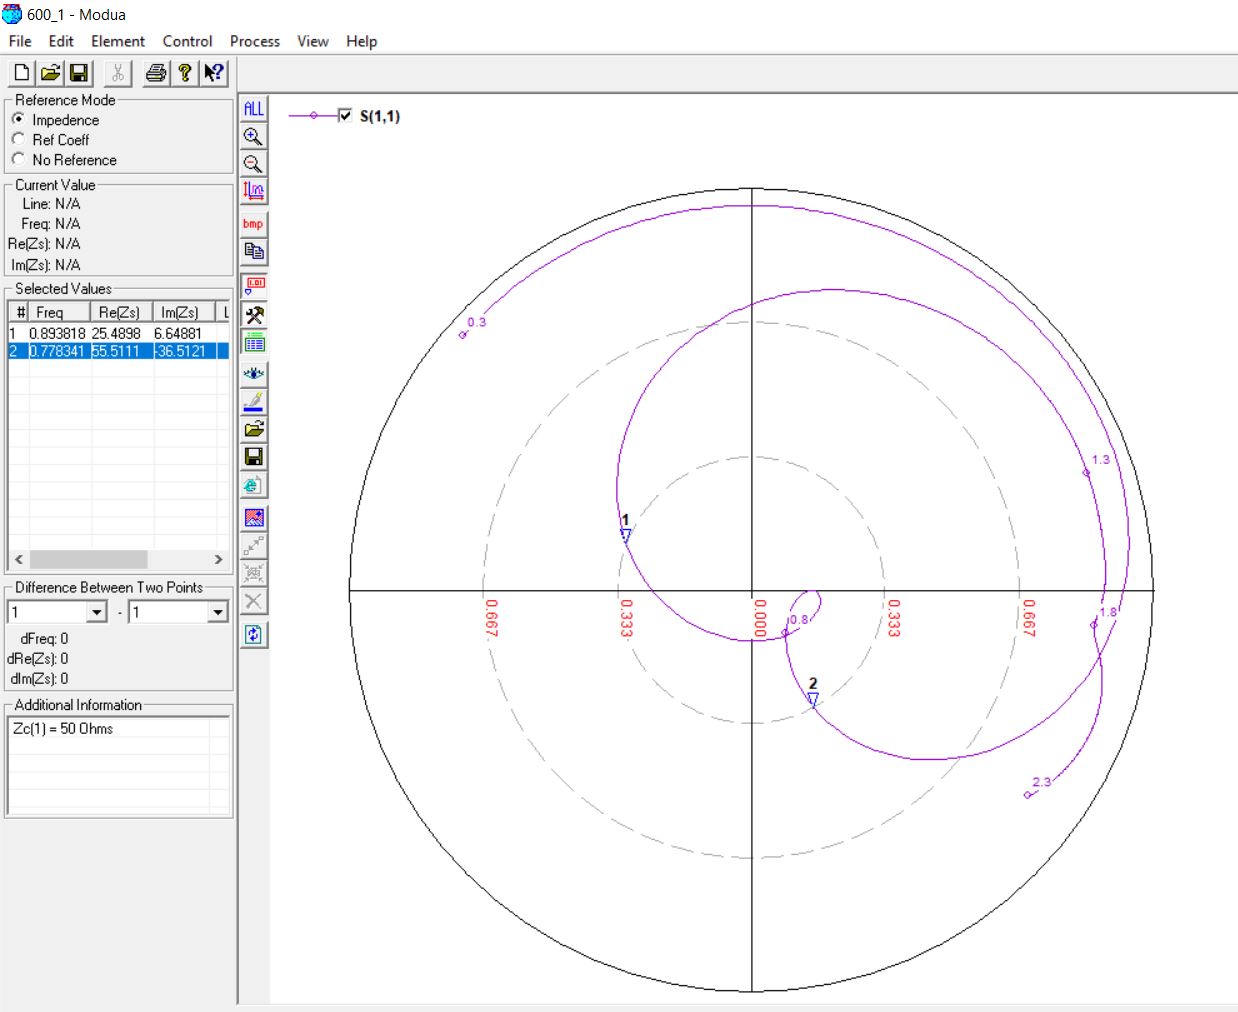 600_1 - Modua
File Edit Element Control Process View Help
Reference Mode
Impedence
Ref Coeff
No Reference
Current Value
Line: N/A
Freq: N/A
Re(Zs): N/A
Im(Zs): N/A
Selected Values
# Freq Re(Zs) Im(Zs) L
1 0.893818 25.4898 6.64881
2 0.778341 55.5111 -36.5121
Difference Between Two Points
1 - 1
dFreq: 0
dRe(Zs): 0
dIm(Zs): 0
Additional Information
Zc(1) = 50 Ohms
ALL
bmp
1.01
S(1,1)
0.3
1.3
1
0.667
0.333
0.000
0.333
0.667
0.8
1.8
2
2.3